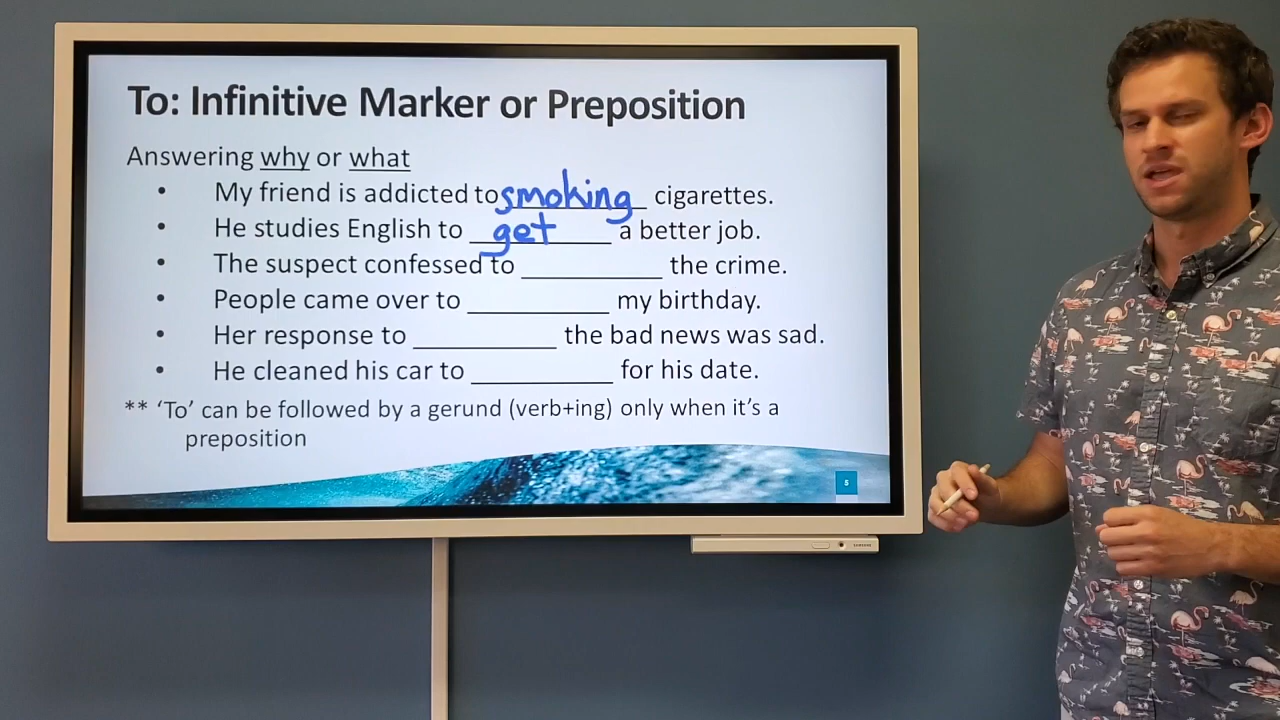 To: Infinitive Marker or Preposition
Answering why or what
• My friend is addicted to smoking cigarettes.
• He studies English to get a better job.
• The suspect confessed to __________ the crime.
• People came over to __________ my birthday.
• Her response to __________ the bad news was sad.
• He cleaned his car to __________ for his date.
** ‘To’ can be followed by a gerund (verb+ing) only when it’s a
preposition
5
SAMSUNG